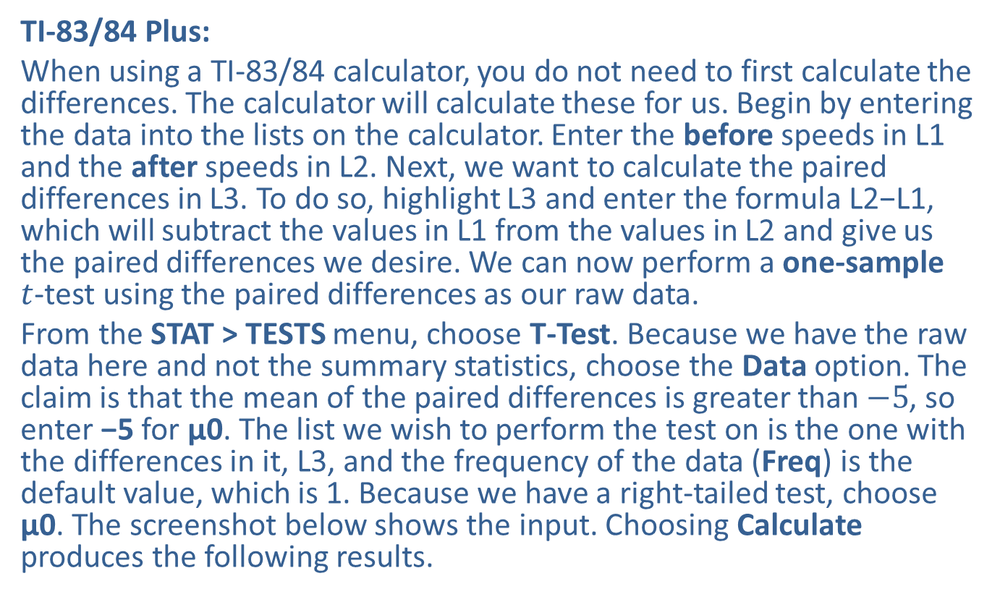 TI-83/84 Plus:
When using a TI-83/84 calculator, you do not need to first calculate the
differences. The calculator will calculate these for us. Begin by entering
the data into the lists on the calculator. Enter the before speeds in L1
and the after speeds in L2. Next, we want to calculate the paired
differences in L3. To do so, highlight L3 and enter the formula L2−L1,
which will subtract the values in L1 from the values in L2 and give us
the paired differences we desire. We can now perform a one-sample
t-test using the paired differences as our raw data.
From the STAT > TESTS menu, choose T-Test. Because we have the raw
data here and not the summary statistics, choose the Data option. The
claim is that the mean of the paired differences is greater than −5, so
enter −5 for µ0. The list we wish to perform the test on is the one with
the differences in it, L3, and the frequency of the data (Freq) is the
default value, which is 1. Because we have a right-tailed test, choose
µ0. The screenshot below shows the input. Choosing Calculate
produces the following results.